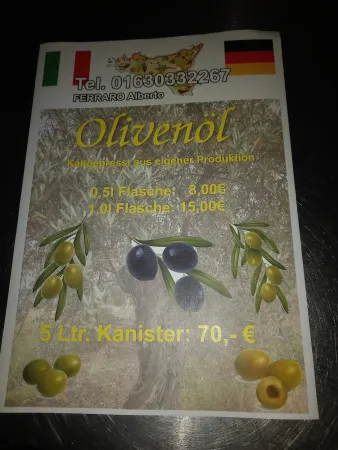 Tel. 01630332267
FERRARO Alberto
Olivenöl
Kaltgepresst aus eigener Produktion
0,5l Flasche: 8,00€
1,0l Flasche: 15,00€
5 Ltr. Kanister: 70,- €